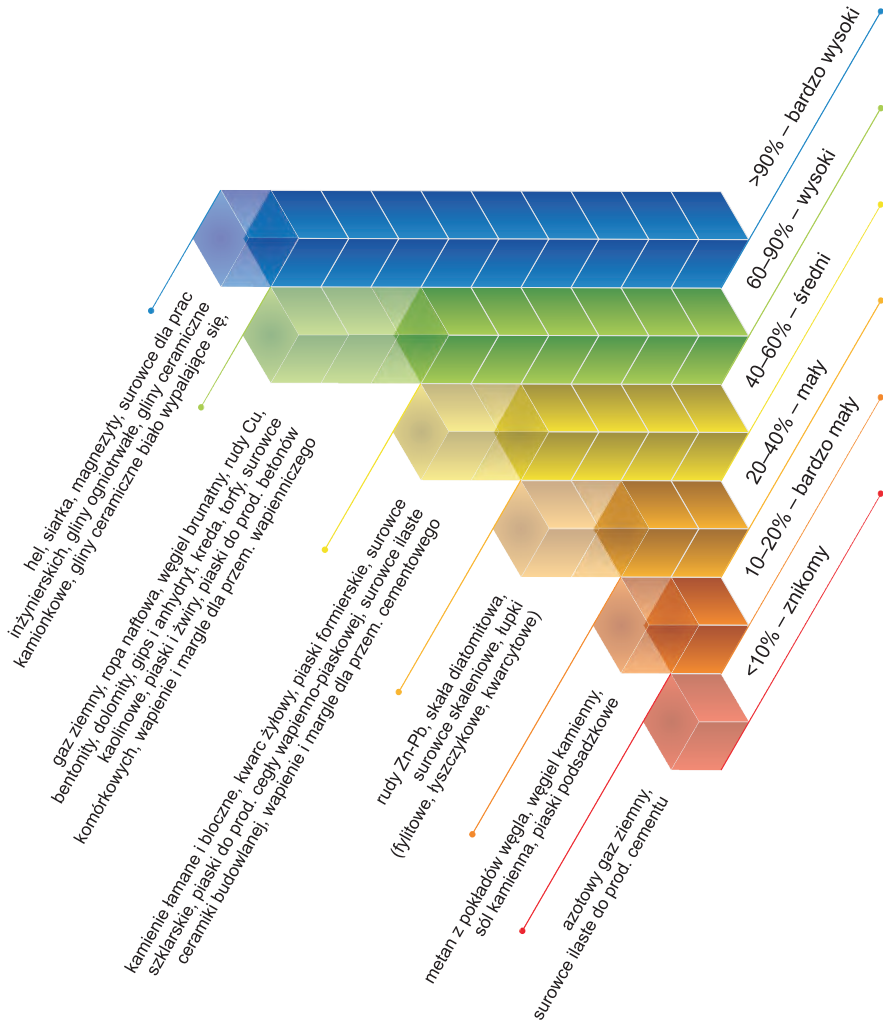 >90% – bardzo wysoki
60–90% – wysoki
40–60% – średni
20–40% – mały
10–20% – bardzo mały
<10% – znikomy
hel, siarka, magnezyty, surowce dla prac
inżynierskich, gliny ogniotrwałe, gliny ceramiczne
kamionkowe, gliny ceramiczne biało wypalające się,
gaz ziemny, ropa naftowa, węgiel brunatny, rudy Cu,
bentonity, dolomity, gips i anhydryt, kreda, torfy, surowce
kaolinowe, piaski i żwiry, piaski do prod. betonów
komórkowych, wapienie i margle dla przem. wapienniczego
kamienie łamane i bloczne, kwarc żyłowy, piaski formierskie, surowce
szklarskie, piaski do prod. cegły wapienno-piaskowej, surowce ilaste
ceramiki budowlanej, wapienie i margle dla przem. cementowego
rudy Zn-Pb, skała diatomitowa,
surowce skaleniowe, łupki
(fylitowe, łyszczykowe, kwarcytowe)
metan z pokładów węgla, węgiel kamienny,
sól kamienna, piaski podsadzkowe
azotowy gaz ziemny,
surowce ilaste do prod. cementu